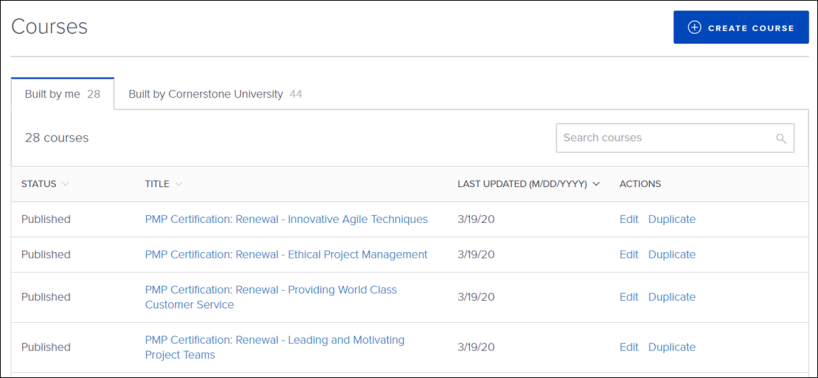 Courses
CREATE COURSE
Built by me 28
Built by Cornerstone University 44
28 courses
Search courses
STATUS TITLE LAST UPDATED (M/DD/YYYY) ACTIONS
Published PMP Certification: Renewal - Innovative Agile Techniques 3/19/20 Edit Duplicate
Published PMP Certification: Renewal - Ethical Project Management 3/19/20 Edit Duplicate
Published PMP Certification: Renewal - Providing World Class 3/19/20 Edit Duplicate
Customer Service
Published PMP Certification: Renewal - Leading and Motivating 3/19/20 Edit Duplicate
Project Teams